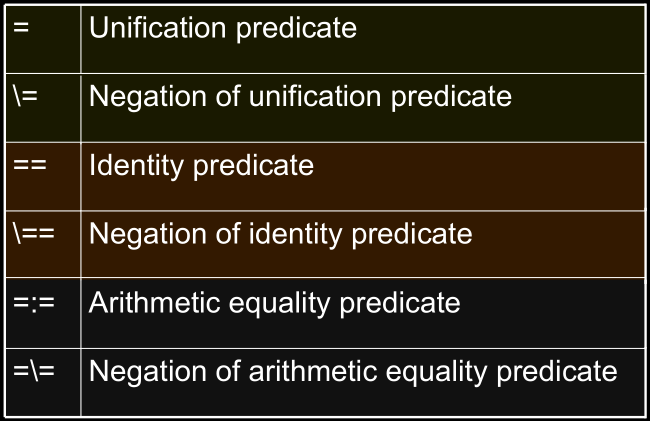 = Unification predicate
\= Negation of unification predicate
== Identity predicate
\== Negation of identity predicate
=:= Arithmetic equality predicate
=\= Negation of arithmetic equality predicate